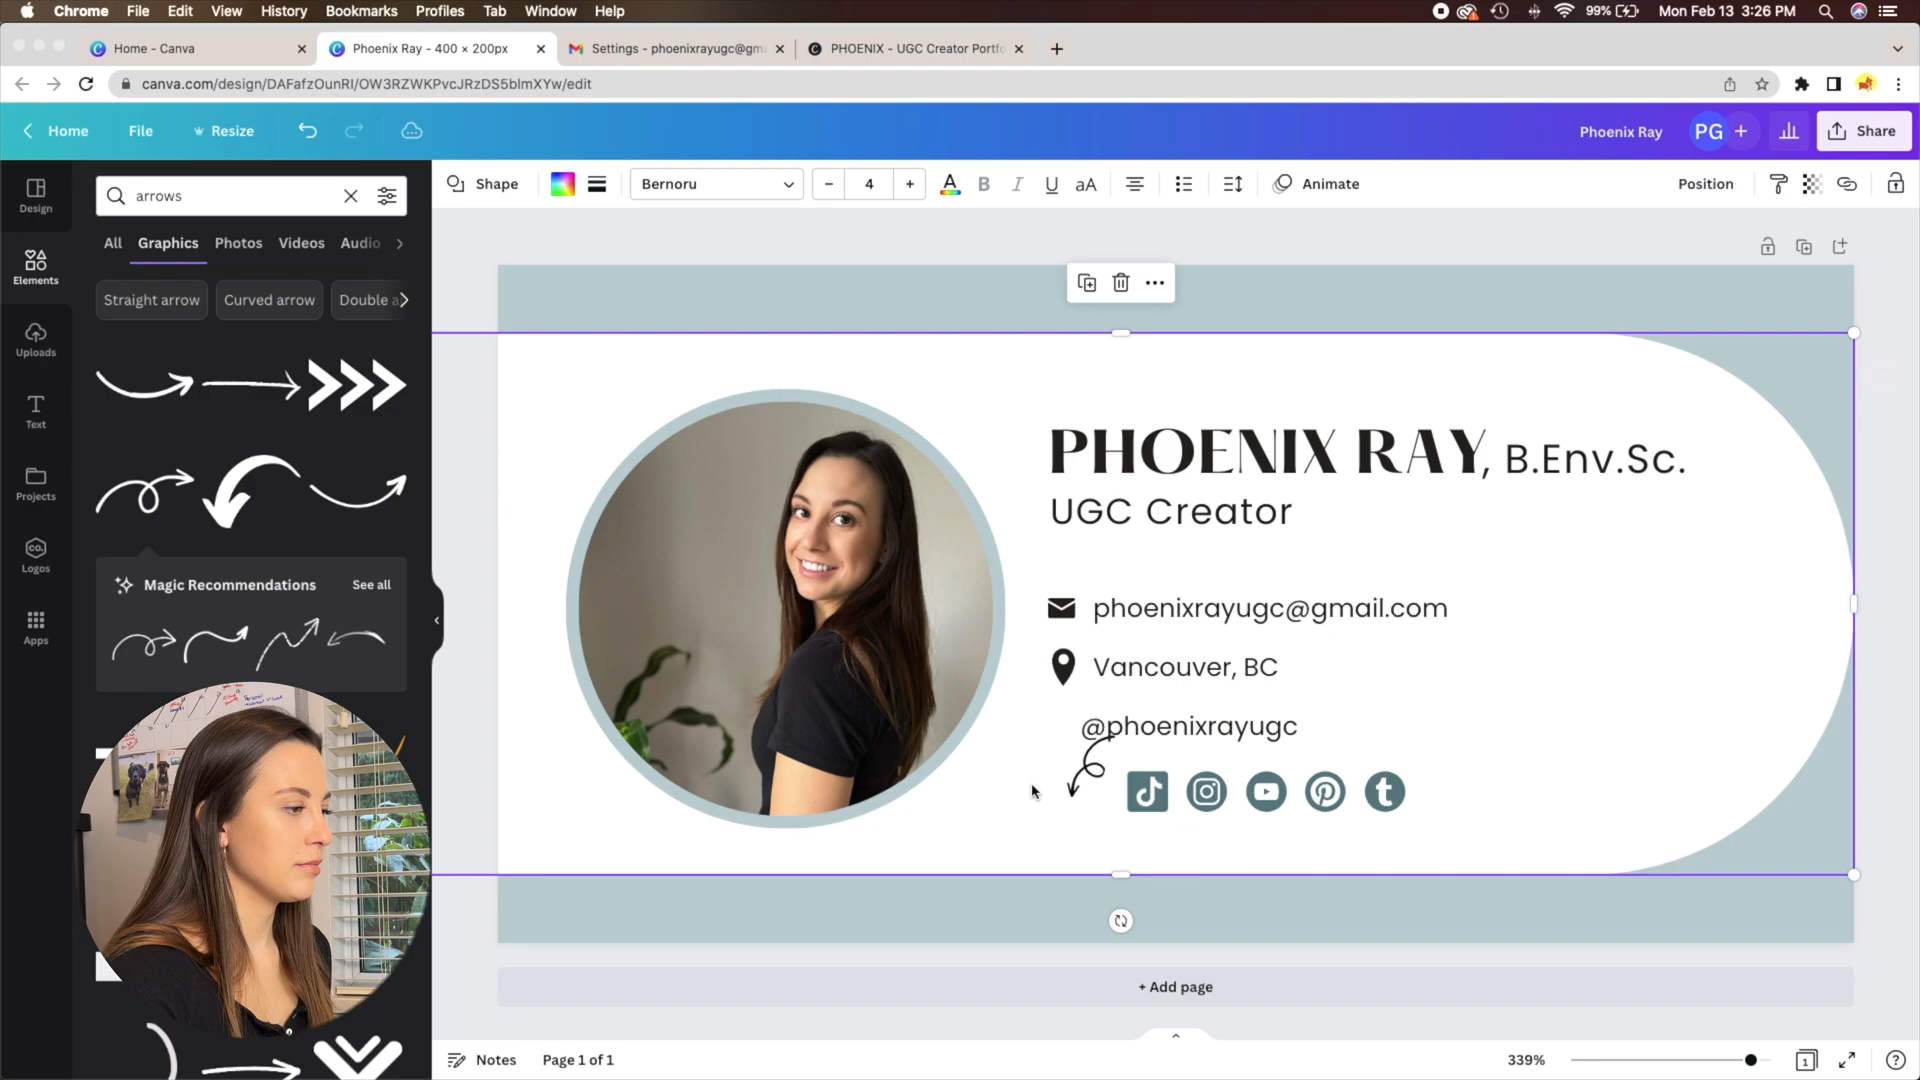 Chrome File Edit View History Bookmarks Profiles Tab Window Help
99% Mon Feb 13 3:26 PM
Home - Canva
Phoenix Ray - 400 × 200px
Settings - phoenixrayugc@gm
PHOENIX - UGC Creator Portfo
canva.com/design/DAFafzOunRI/OW3RZWKPvcJRzDS5blmXYw/edit
Home File Resize
Phoenix Ray PG + Share
arrows
Shape Bernoru − 4 + A B I U aA Animate Position
Design
Elements
Uploads
Text
Projects
Logos
Apps
All Graphics Photos Videos Audio
Straight arrow Curved arrow Double a
Magic Recommendations See all
PHOENIX RAY, B.Env.Sc.
UGC Creator
phoenixrayugc@gmail.com
Vancouver, BC
@phoenixrayugc
+ Add page
Notes Page 1 of 1 339% 1 ?